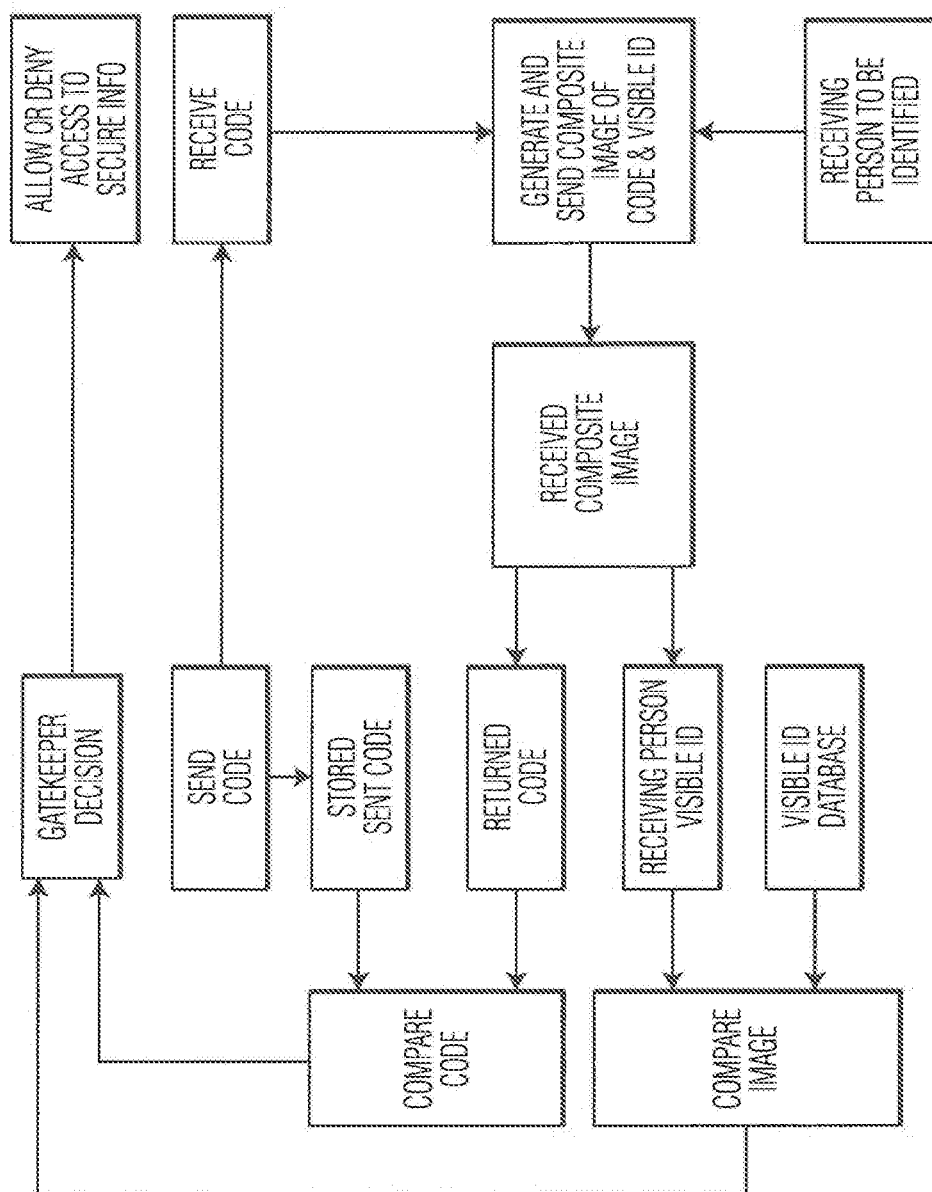 GATEKEEPER
DECISION
ALLOW OR DENY
ACCESS TO
SECURE INFO
SEND
CODE
RECEIVE
CODE
STORED
SENT CODE
COMPARE
CODE
RETURNED
CODE
RECEIVED
COMPOSITE
IMAGE
GENERATE AND
SEND COMPOSITE
IMAGE OF
CODE & VISIBLE ID
RECEIVING PERSON
VISIBLE ID
COMPARE
IMAGE
VISIBLE ID
DATABASE
RECEIVING
PERSON TO BE
IDENTIFIED